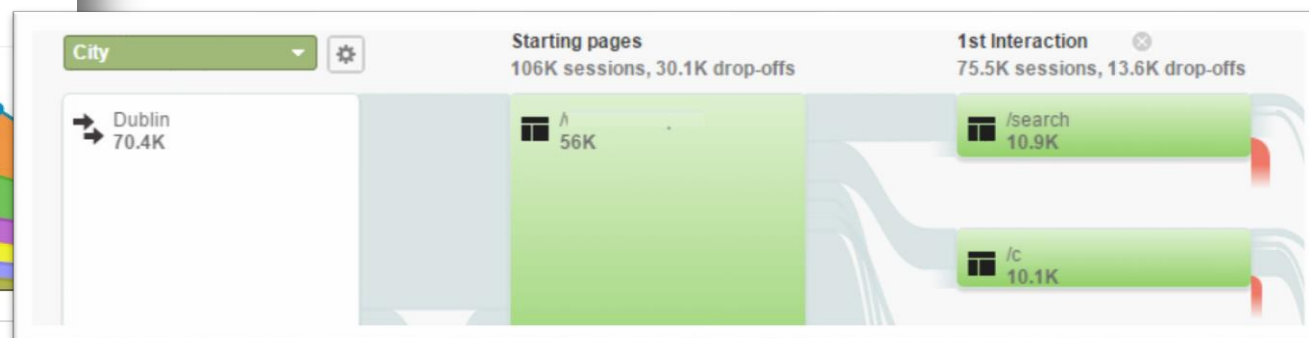 City
Starting pages
106K sessions, 30.1K drop-offs
1st Interaction
75.5K sessions, 13.6K drop-offs
Dublin
70.4K
56K
/search
10.9K
/c
10.1K